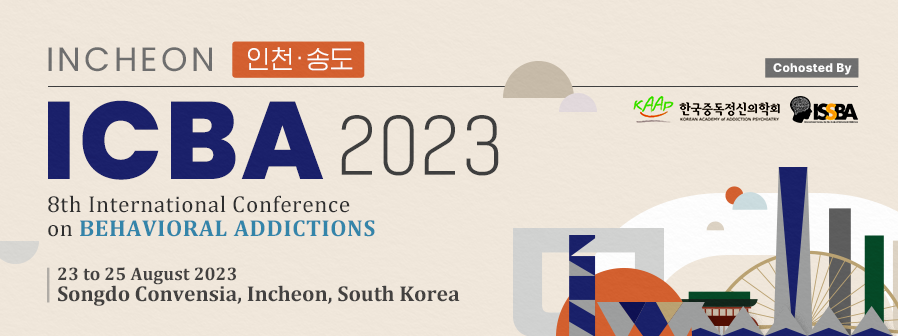 INCHEON 인천·송도
Cohosted By
ICBA 2023
KAAP 한국중독정신의학회
KOREAN ACADEMY of ADDICTION PSYCHIATRY
ISSBA
8th International Conference
on BEHAVIORAL ADDICTIONS
23 to 25 August 2023
Songdo Convensia, Incheon, South Korea